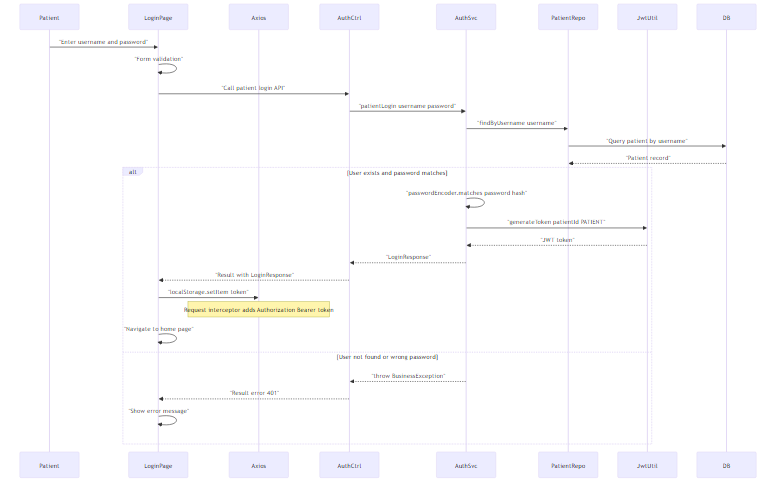 Patient LoginPage Axios AuthCtrl AuthSvc PatientRepo JwtUtil DB
"Enter username and password"
"Form validation"
"Call patient login API"
"patientLogin username password"
"findByUsername username"
"Query patient by username"
"Patient record"
alt [User exists and password matches]
"passwordEncoder.matches password hash"
"generateToken patientId PATIENT"
"JWT token"
"LoginResponse"
"Result with LoginResponse"
"localStorage.setItem token"
Request interceptor adds Authorization Bearer token
"Navigate to home page"
[User not found or wrong password]
"throw BusinessException"
"Result error 401"
"Show error message"
Patient LoginPage Axios AuthCtrl AuthSvc PatientRepo JwtUtil DB